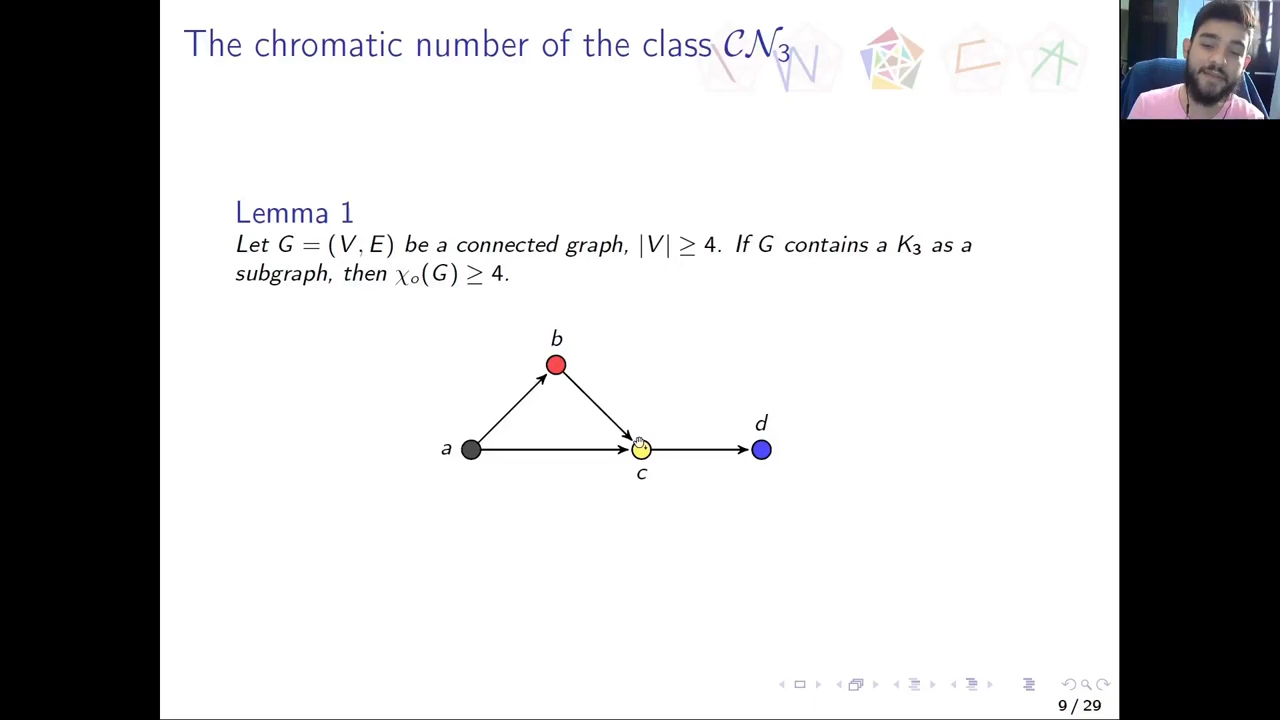 The chromatic number of the class 𝒞𝒩₃
Lemma 1
Let G = (V, E) be a connected graph, |V| ≥ 4. If G contains a K₃ as a
subgraph, then χₒ(G) ≥ 4.
b
d
a
c
9 / 29